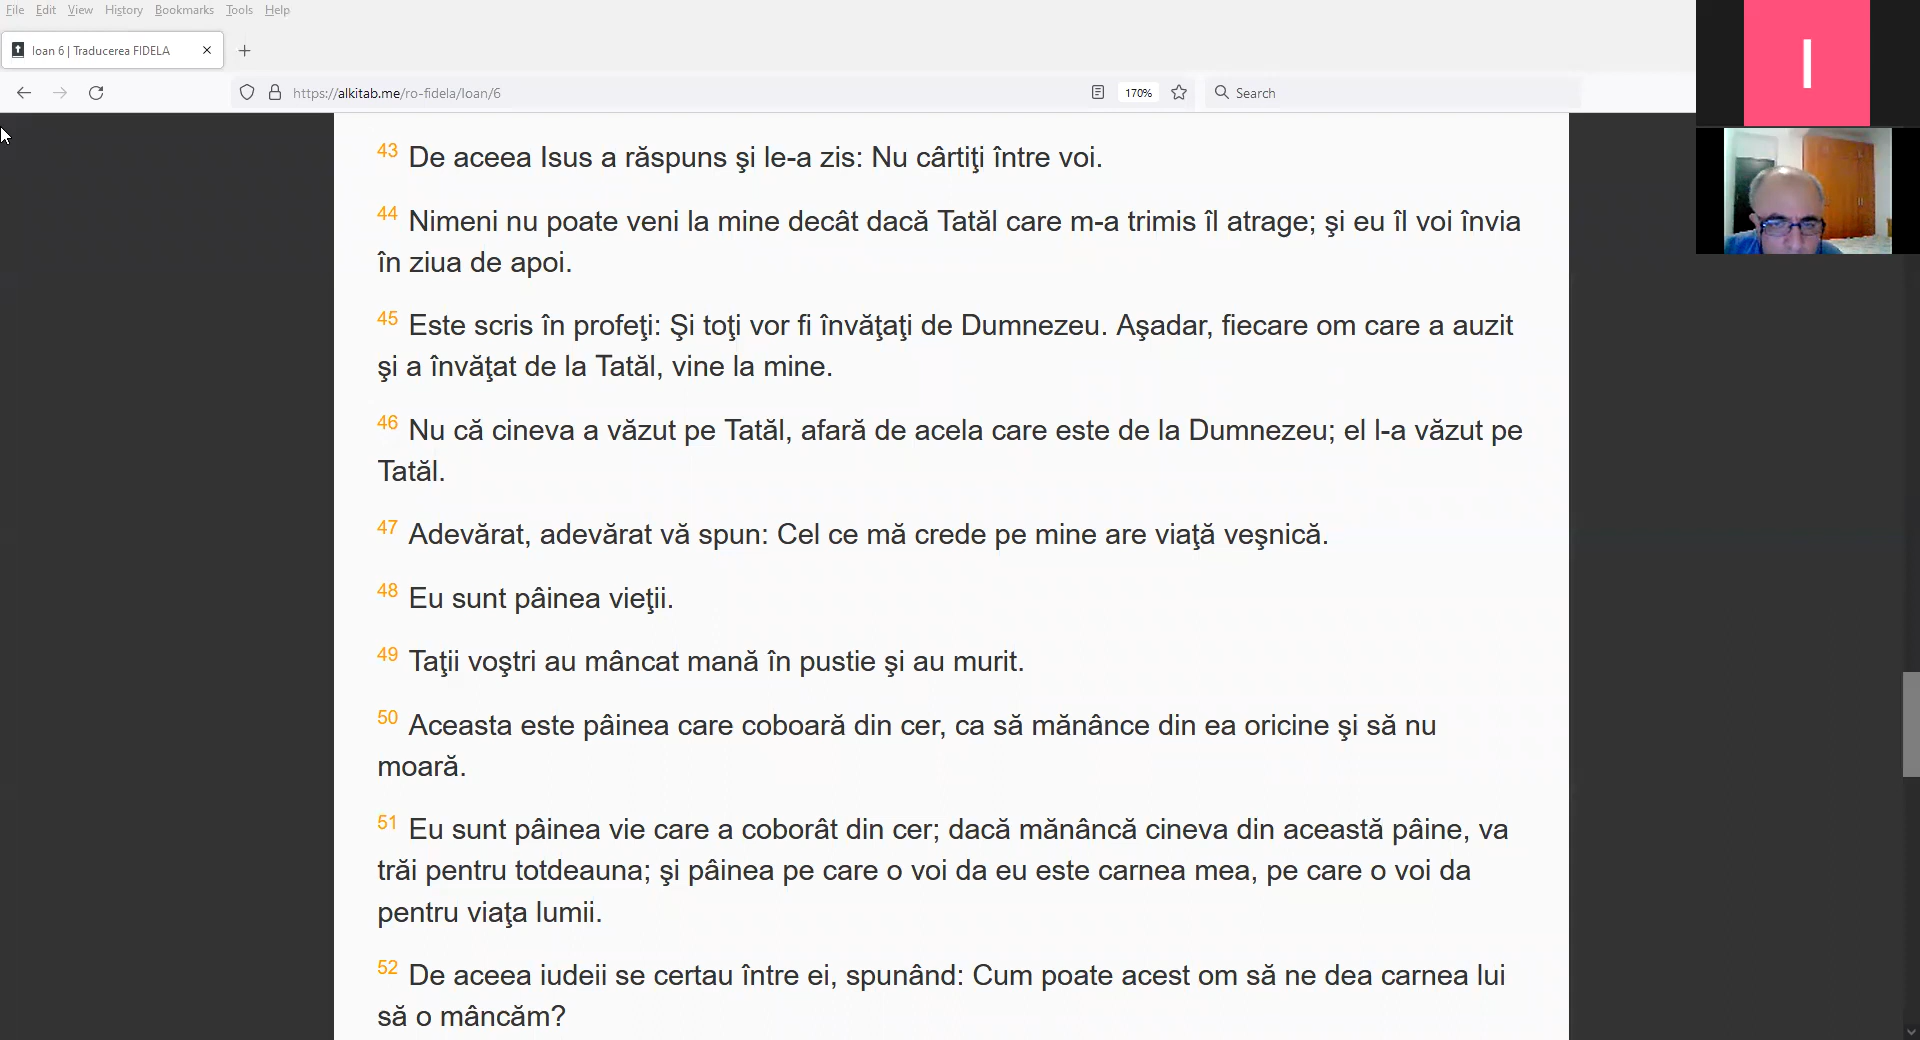 File Edit View History Bookmarks Tools Help
Ioan 6 | Traducerea FIDELA
https://alkitab.me/ro-fidela/Ioan/6 170% Search
I
43 De aceea Isus a răspuns şi le-a zis: Nu cârtiţi între voi.
44 Nimeni nu poate veni la mine decât dacă Tatăl care m-a trimis îl atrage; şi eu îl voi învia
în ziua de apoi.
45 Este scris în profeţi: Şi toţi vor fi învăţaţi de Dumnezeu. Aşadar, fiecare om care a auzit
şi a învăţat de la Tatăl, vine la mine.
46 Nu că cineva a văzut pe Tatăl, afară de acela care este de la Dumnezeu; el l-a văzut pe
Tatăl.
47 Adevărat, adevărat vă spun: Cel ce mă crede pe mine are viaţă veşnică.
48 Eu sunt pâinea vieţii.
49 Taţii voştri au mâncat mană în pustie şi au murit.
50 Aceasta este pâinea care coboară din cer, ca să mănânce din ea oricine şi să nu
moară.
51 Eu sunt pâinea vie care a coborât din cer; dacă mănâncă cineva din această pâine, va
trăi pentru totdeauna; şi pâinea pe care o voi da eu este carnea mea, pe care o voi da
pentru viaţa lumii.
52 De aceea iudeii se certau între ei, spunând: Cum poate acest om să ne dea carnea lui
să o mâncăm?